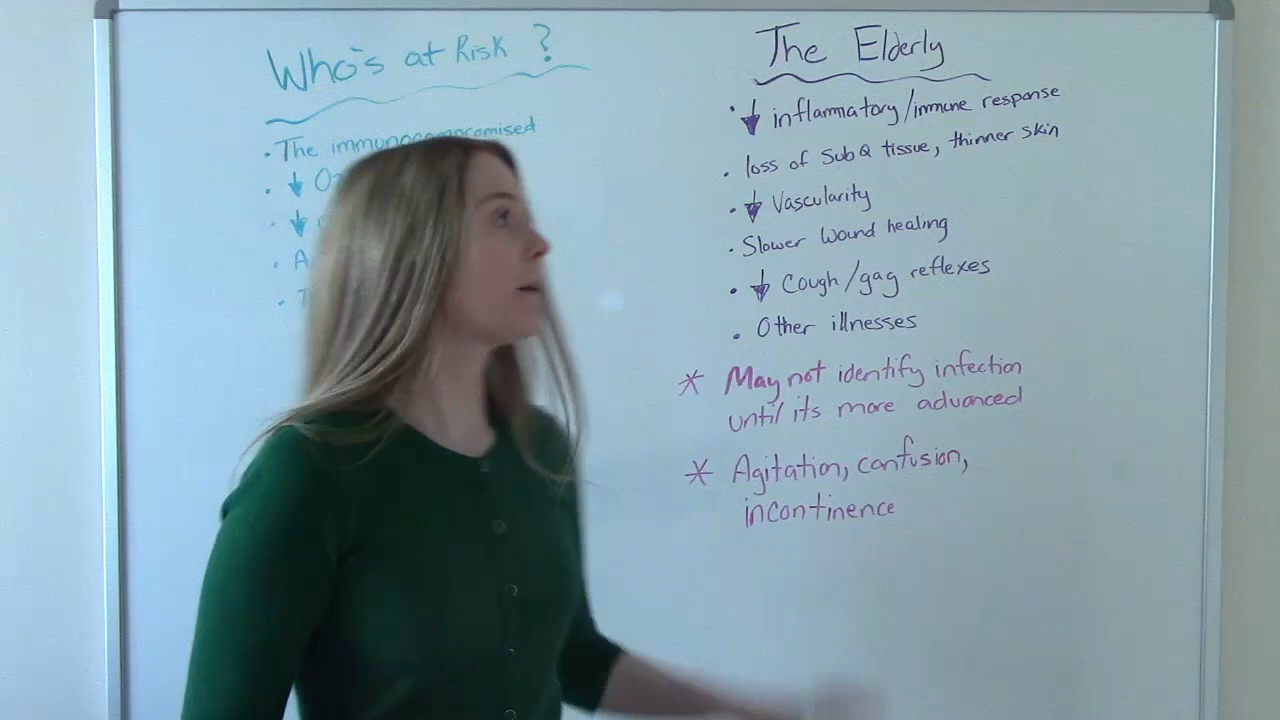 Who's at Risk ?
• The immunocompromised
• ↓
• ↓
•
•
The Elderly
• ↓ inflammatory/immune response
• loss of SubQ tissue, thinner skin
• ↓ Vascularity
• Slower wound healing
• ↓ Cough/gag reflexes
• Other illnesses
* May not identify infection
until its more advanced
* Agitation, confusion,
incontinence